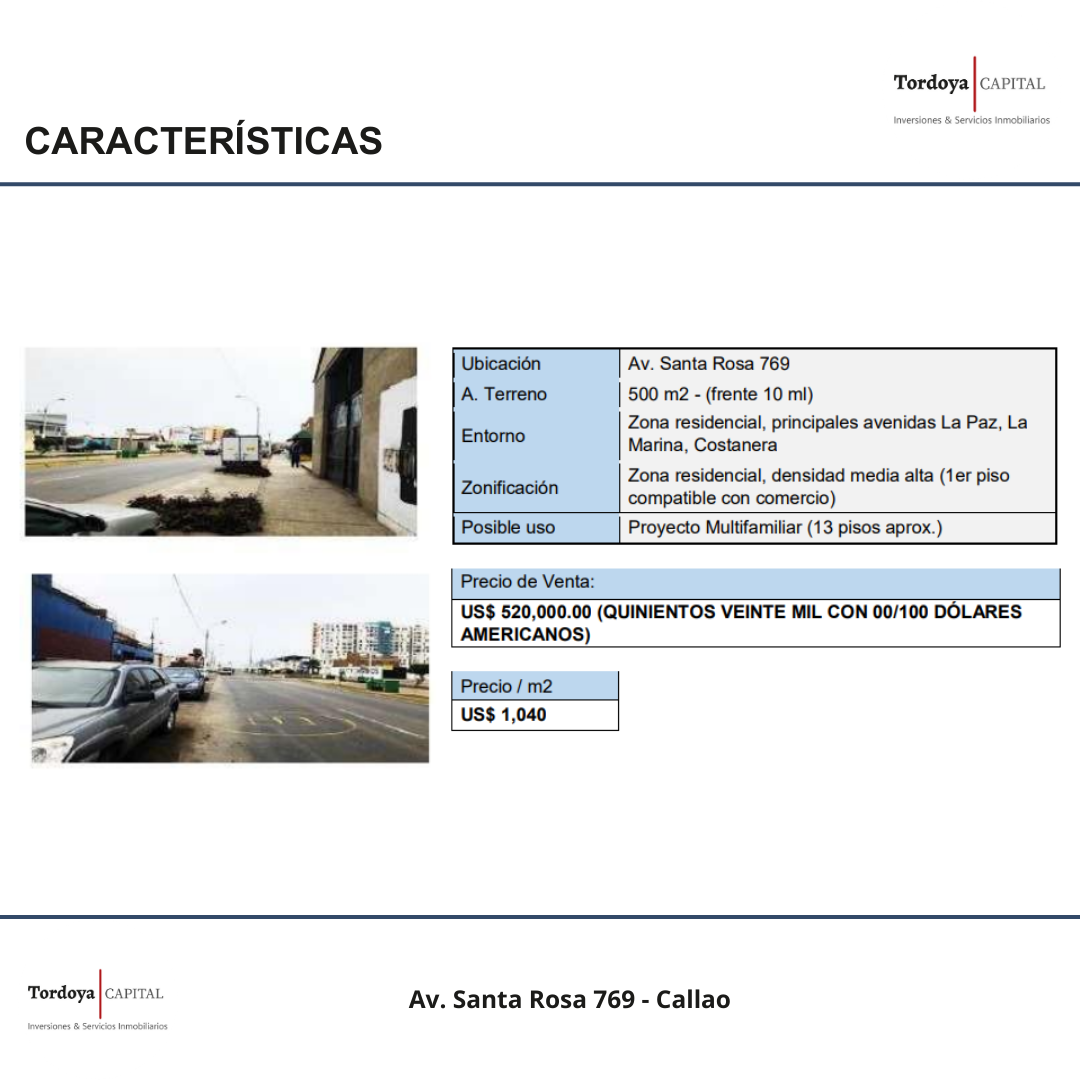 Tordoya CAPITAL
Inversiones & Servicios Inmobiliarios
CARACTERÍSTICAS
Ubicación Av. Santa Rosa 769
A. Terreno 500 m2 - (frente 10 ml)
Entorno Zona residencial, principales avenidas La Paz, La
Marina, Costanera
Zonificación Zona residencial, densidad media alta (1er piso
compatible con comercio)
Posible uso Proyecto Multifamiliar (13 pisos aprox.)
Precio de Venta:
US$ 520,000.00 (QUINIENTOS VEINTE MIL CON 00/100 DÓLARES
AMERICANOS)
Precio / m2
US$ 1,040
Tordoya CAPITAL
Inversiones & Servicios Inmobiliarios
Av. Santa Rosa 769 - Callao